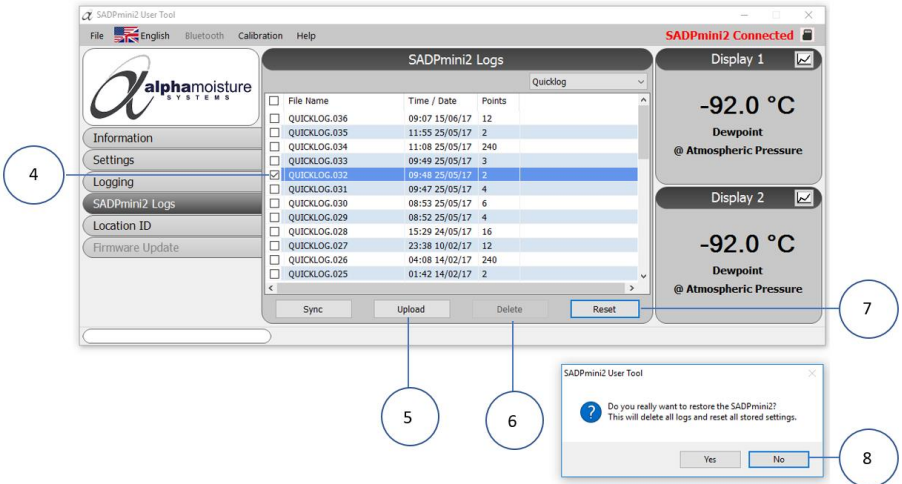 SADPmini2 User Tool
File English Bluetooth Calibration Help SADPmini2 Connected
alphamoisture
SYSTEMS
Information
Settings
Logging
SADPmini2 Logs
Location ID
Firmware Update
SADPmini2 Logs
Quicklog
File Name Time / Date Points
QUICKLOG.036 09:07 15/06/17 12
QUICKLOG.035 11:55 25/05/17 2
QUICKLOG.034 11:08 25/05/17 240
QUICKLOG.033 09:49 25/05/17 3
QUICKLOG.032 09:48 25/05/17 2
QUICKLOG.031 09:47 25/05/17 4
QUICKLOG.030 08:53 25/05/17 6
QUICKLOG.029 08:52 25/05/17 4
QUICKLOG.028 15:29 24/05/17 16
QUICKLOG.027 23:38 10/02/17 12
QUICKLOG.026 04:08 14/02/17 240
QUICKLOG.025 01:42 14/02/17 2
Sync Upload Delete Reset
Display 1
-92.0 °C
Dewpoint
@ Atmospheric Pressure
Display 2
-92.0 °C
Dewpoint
@ Atmospheric Pressure
4
5
6
7
SADPmini2 User Tool
Do you really want to restore the SADPmini2?
This will delete all logs and reset all stored settings.
Yes No
8